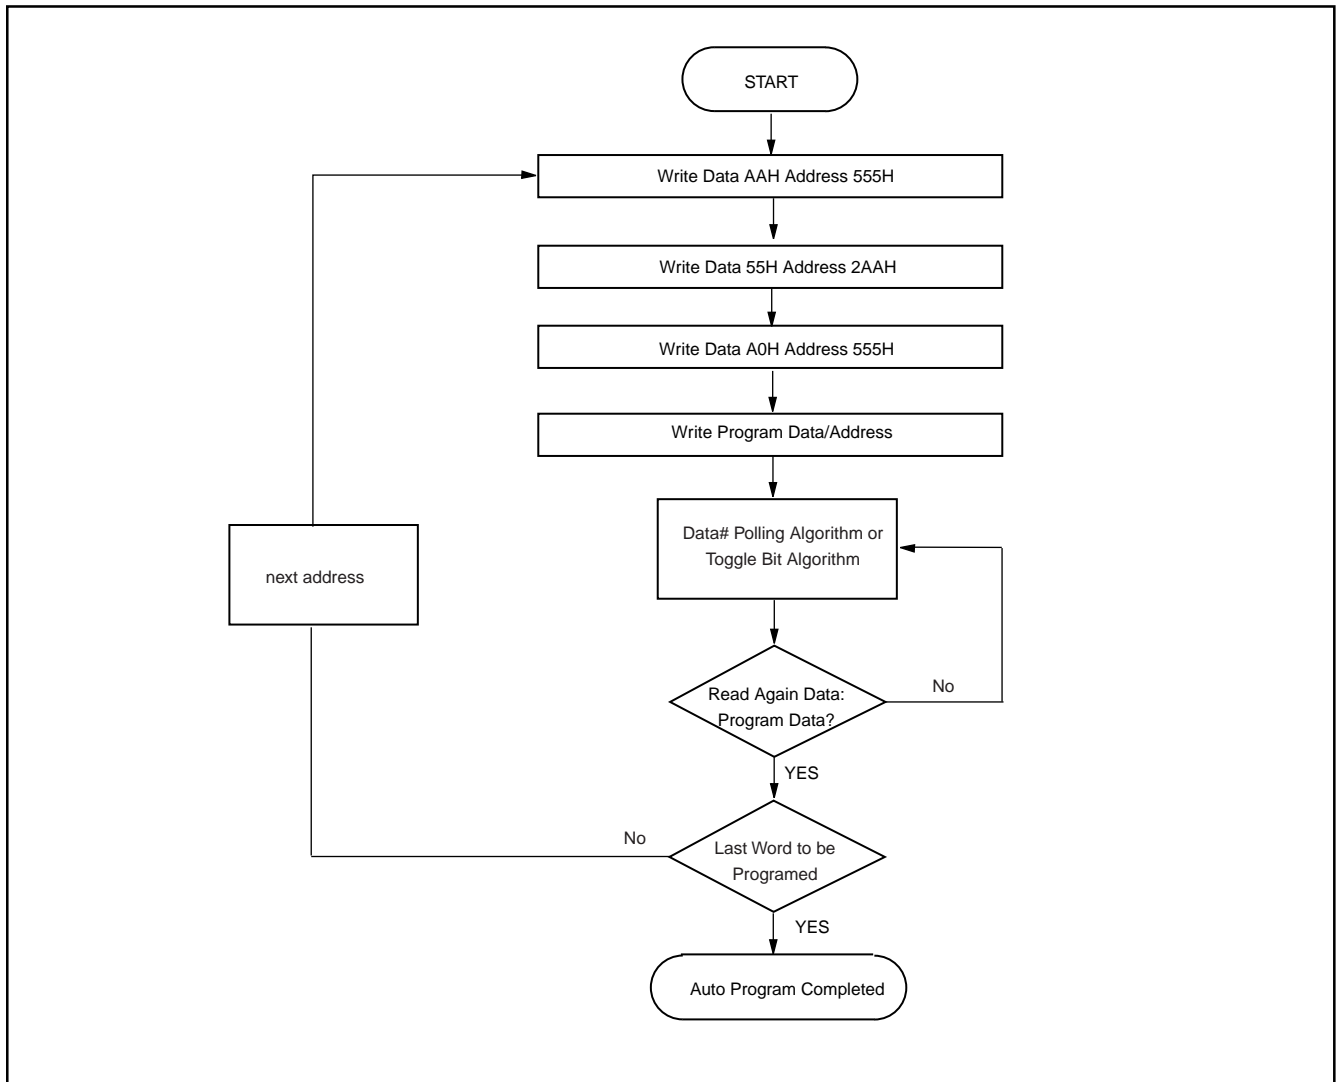 START
Write Data AAH Address 555H
Write Data 55H Address 2AAH
Write Data A0H Address 555H
Write Program Data/Address
Data# Polling Algorithm or
Toggle Bit Algorithm
next address
Read Again Data:
Program Data?
No
YES
No
Last Word to be
Programed
YES
Auto Program Completed